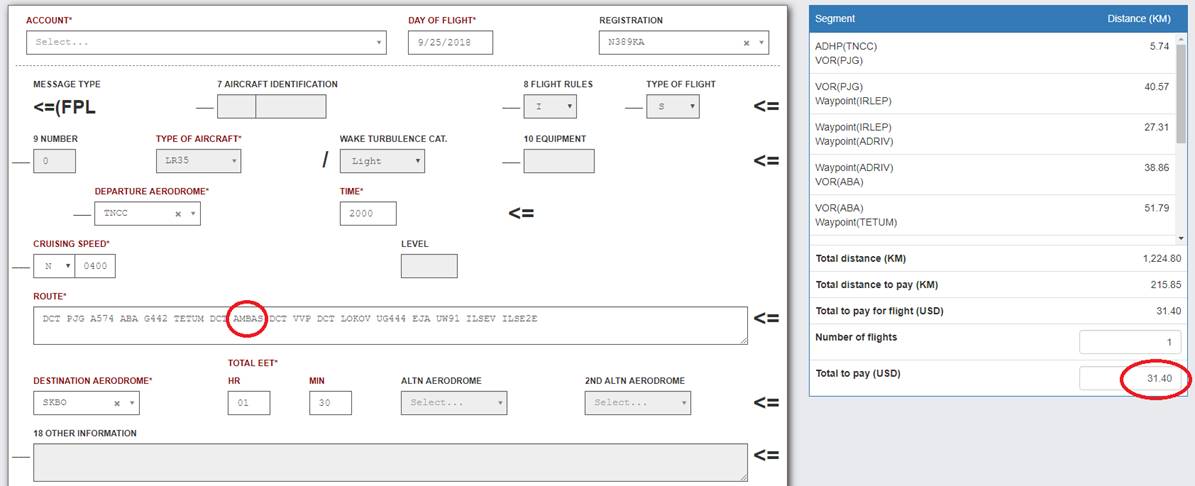 ACCOUNT* DAY OF FLIGHT* REGISTRATION
Select... 9/25/2018 N389KA
MESSAGE TYPE 7 AIRCRAFT IDENTIFICATION 8 FLIGHT RULES TYPE OF FLIGHT
<=(FPL I S <=
9 NUMBER TYPE OF AIRCRAFT* WAKE TURBULENCE CAT. 10 EQUIPMENT
0 LR35 / Light <=
DEPARTURE AERODROME* TIME*
TNCC 2000 <=
CRUISING SPEED* LEVEL
N 0400
ROUTE*
DCT PJG A574 ABA G442 TETUM DCT AMBAS DCT VVP DCT LOKOV UG444 EJA UW91 ILSEV ILSE2E <=
TOTAL EET*
DESTINATION AERODROME* HR MIN ALTN AERODROME 2ND ALTN AERODROME
SKBO 01 30 Select... Select... <=
18 OTHER INFORMATION
<=
Segment Distance (KM)
ADHP(TNCC) 5.74
VOR(PJG)
VOR(PJG) 40.57
Waypoint(IRLEP)
Waypoint(IRLEP) 27.31
Waypoint(ADRIV)
Waypoint(ADRIV) 38.86
VOR(ABA)
VOR(ABA) 51.79
Waypoint(TETUM)
Total distance (KM) 1,224.80
Total distance to pay (KM) 215.85
Total to pay for flight (USD) 31.40
Number of flights 1
Total to pay (USD) 31.40